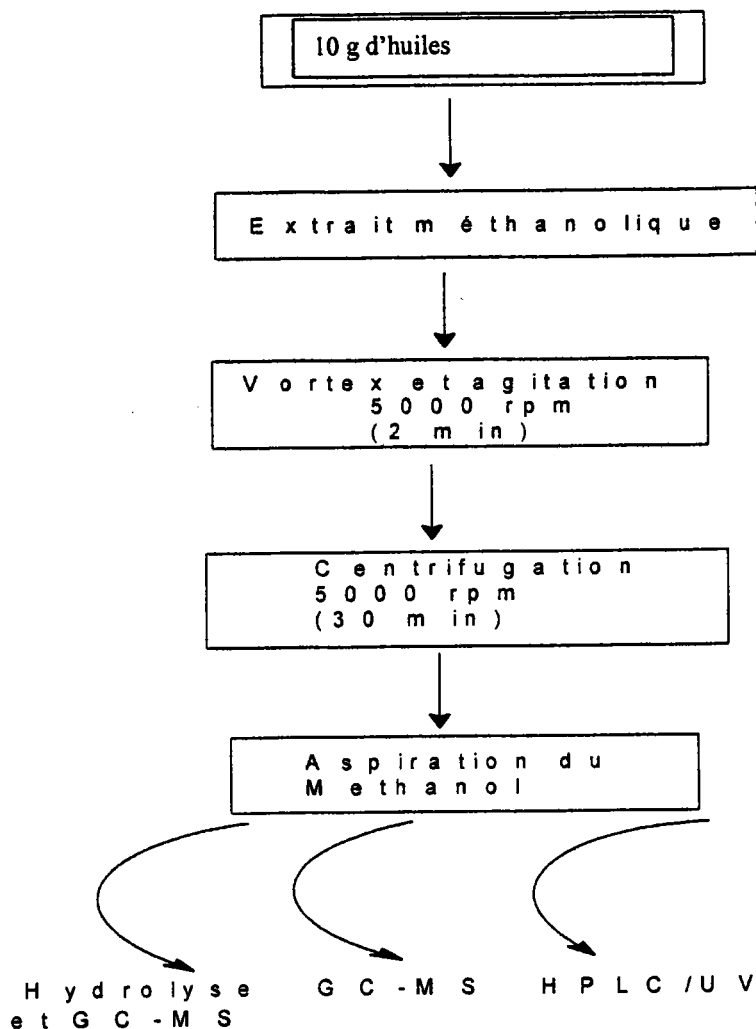 10 g d'huiles
Extrait méthanolique
Vortex et agitation
5000 rpm
(2 min)
Centrifugation
5000 rpm
(30 min)
Aspiration du
Methanol
Hydrolyse
et GC-MS
GC-MS
HPLC/UV